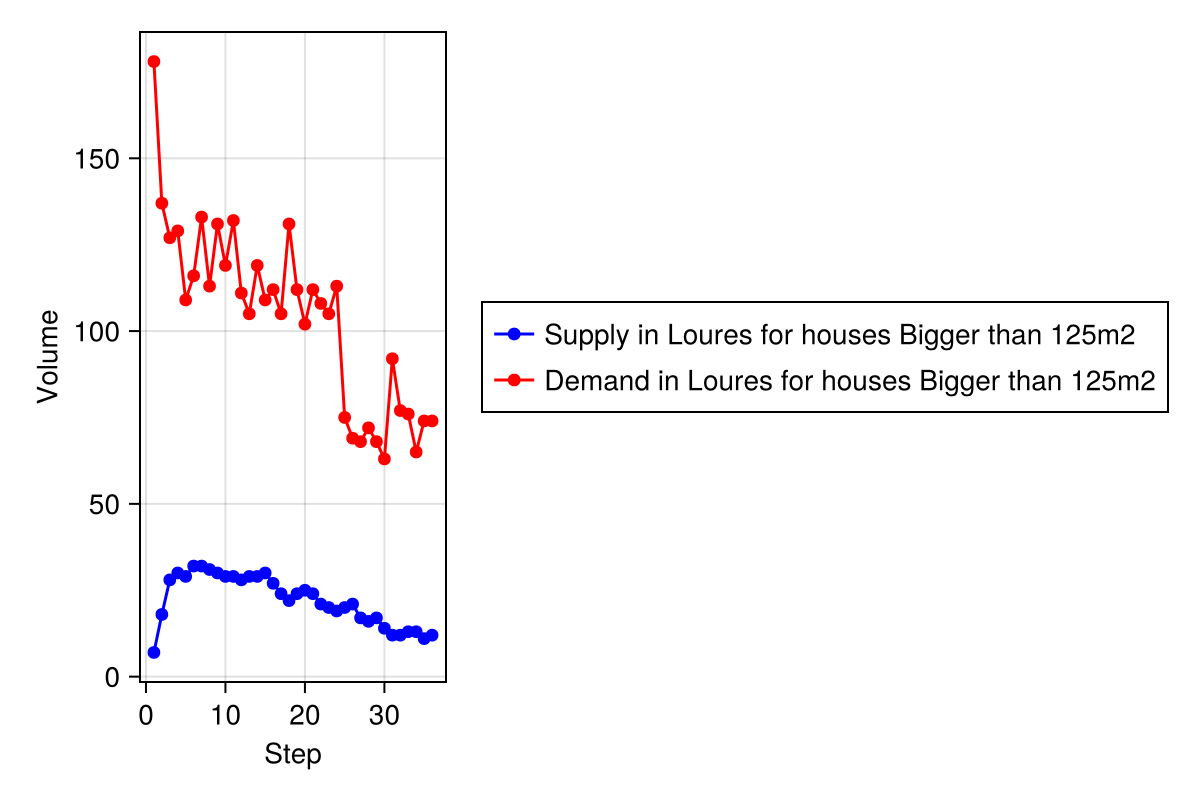 150
100
50
0
Volume
0 10 20 30
Step
Supply in Loures for houses Bigger than 125m2
Demand in Loures for houses Bigger than 125m2